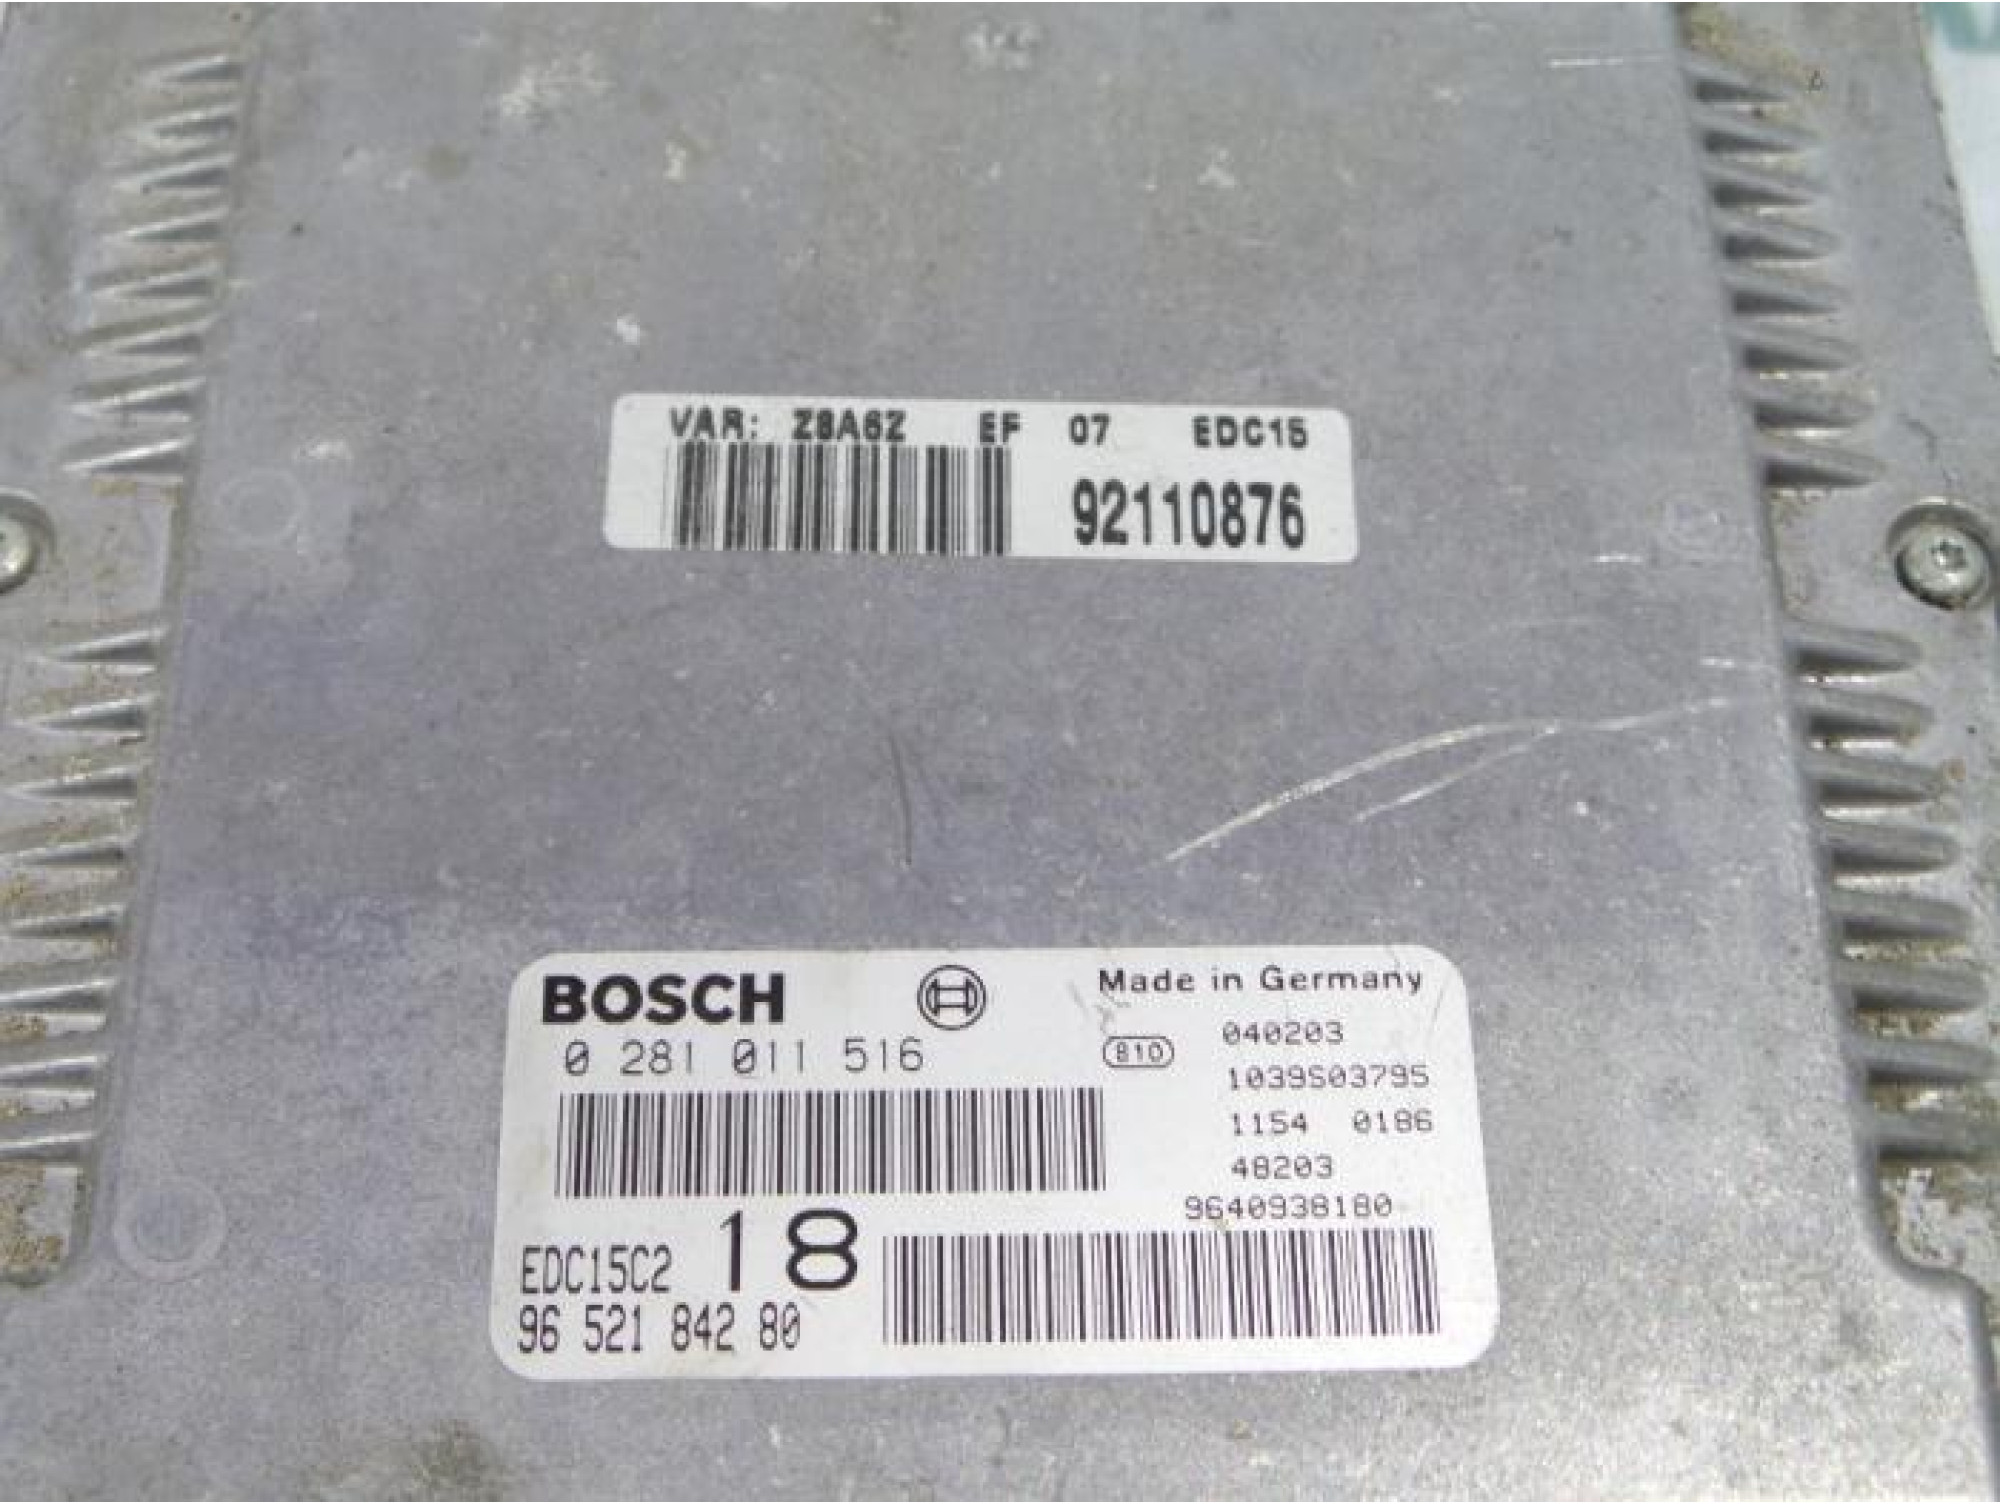 VAR: Z8A6Z EF 07 EDC15
92110876
BOSCH Made in Germany
0 281 011 516 B10 040203
1039S03795
1154 0186
48203
9640938180
EDC15C2 18
96 521 842 80